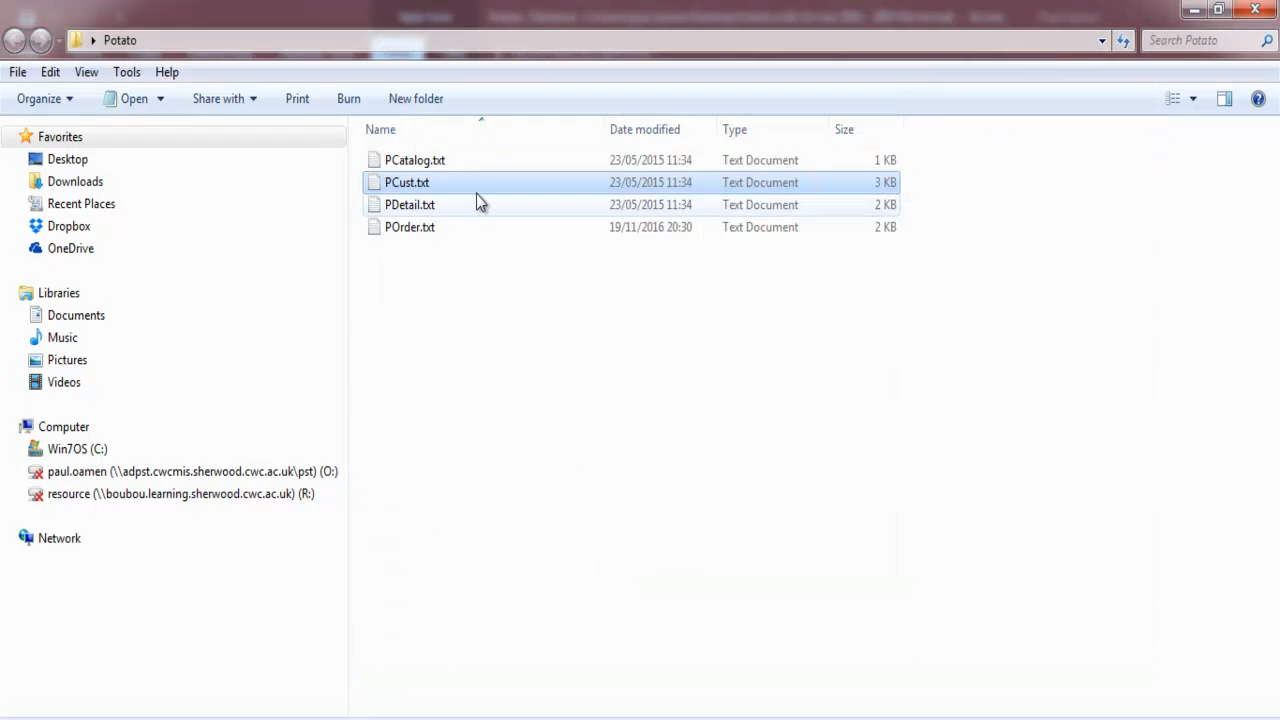 Potato
Search Potato
File Edit View Tools Help
Organize Open Share with Print Burn New folder
Favorites
Desktop
Downloads
Recent Places
Dropbox
OneDrive
Libraries
Documents
Music
Pictures
Videos
Computer
Win7OS (C:)
paul.oamen (\\adpst.cwcmis.sherwood.cwc.ac.uk\pst) (O:)
resource (\\boubou.learning.sherwood.cwc.ac.uk) (R:)
Network
Name Date modified Type Size
PCatalog.txt 23/05/2015 11:34 Text Document 1 KB
PCust.txt 23/05/2015 11:34 Text Document 3 KB
PDetail.txt 23/05/2015 11:34 Text Document 2 KB
POrder.txt 19/11/2016 20:30 Text Document 2 KB